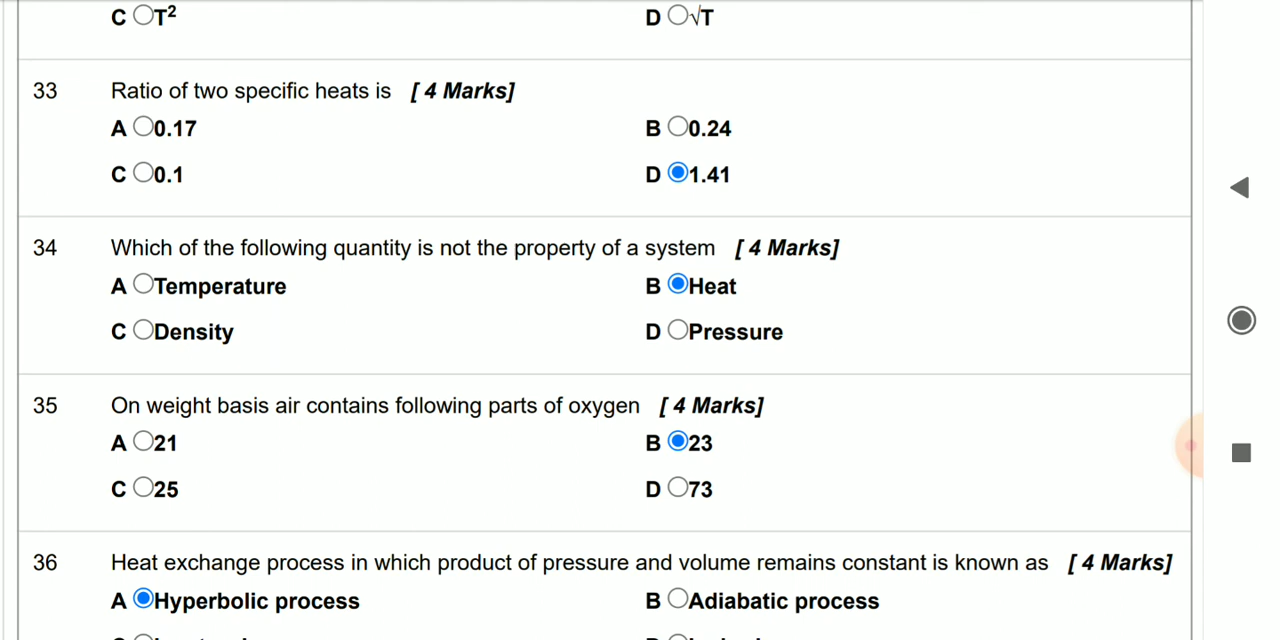 C T² D √T
33 Ratio of two specific heats is [ 4 Marks]
A 0.17 B 0.24
C 0.1 D 1.41
34 Which of the following quantity is not the property of a system [ 4 Marks]
A Temperature B Heat
C Density D Pressure
35 On weight basis air contains following parts of oxygen [ 4 Marks]
A 21 B 23
C 25 D 73
36 Heat exchange process in which product of pressure and volume remains constant is known as [ 4 Marks]
A Hyperbolic process B Adiabatic process